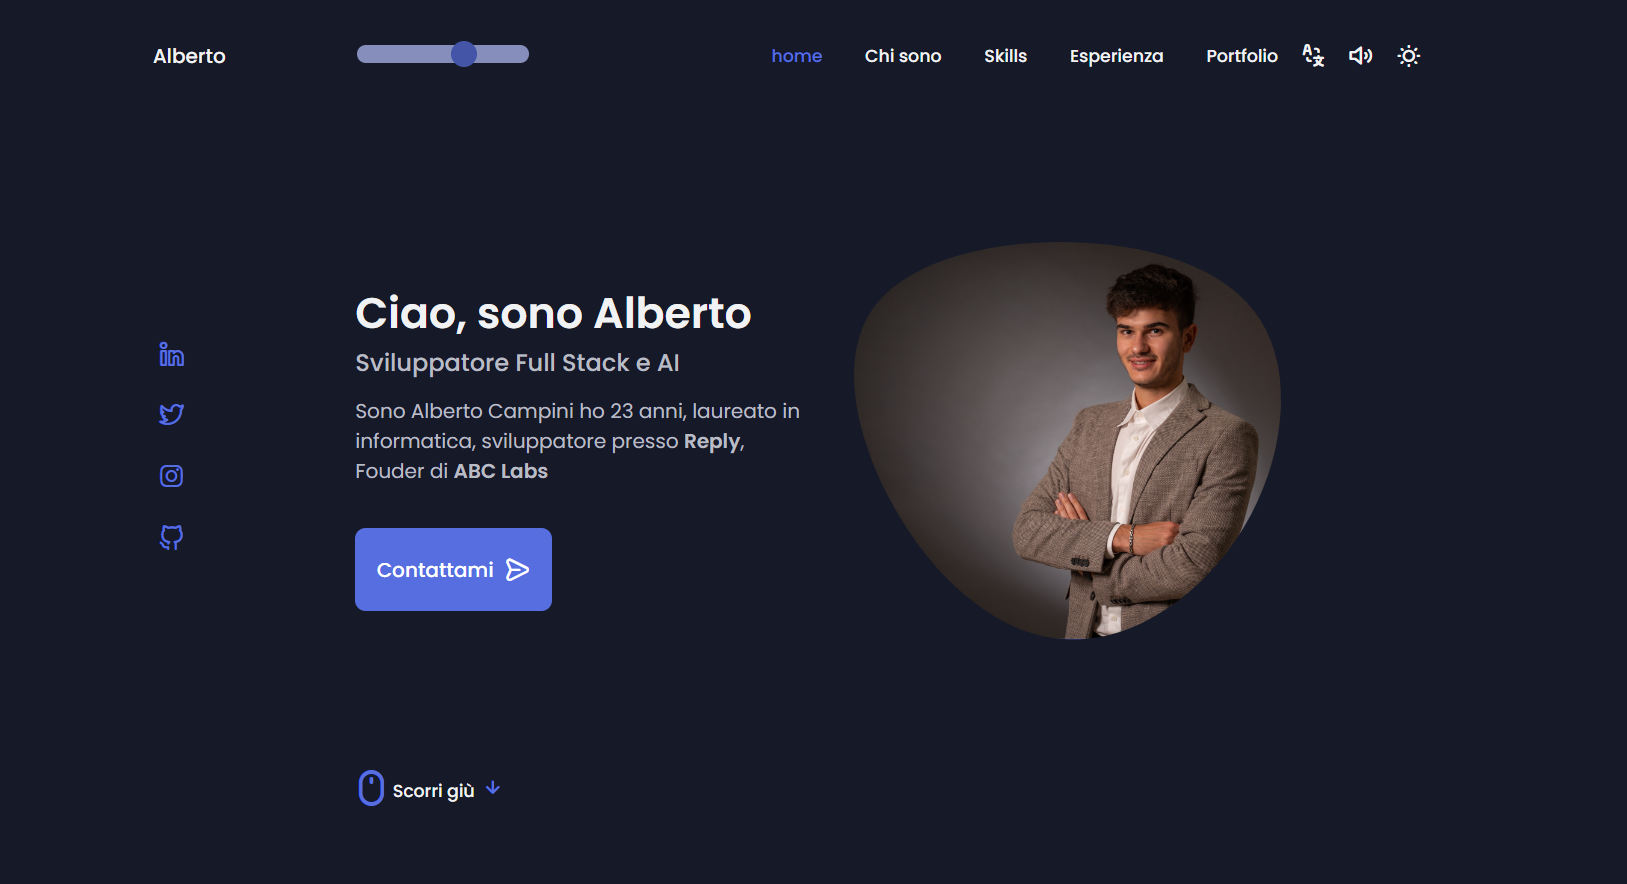 Alberto
home
Chi sono
Skills
Esperienza
Portfolio
Ciao, sono Alberto
Sviluppatore Full Stack e AI
Sono Alberto Campini ho 23 anni, laureato in
informatica, sviluppatore presso Reply,
Fouder di ABC Labs
Contattami
Scorri giù